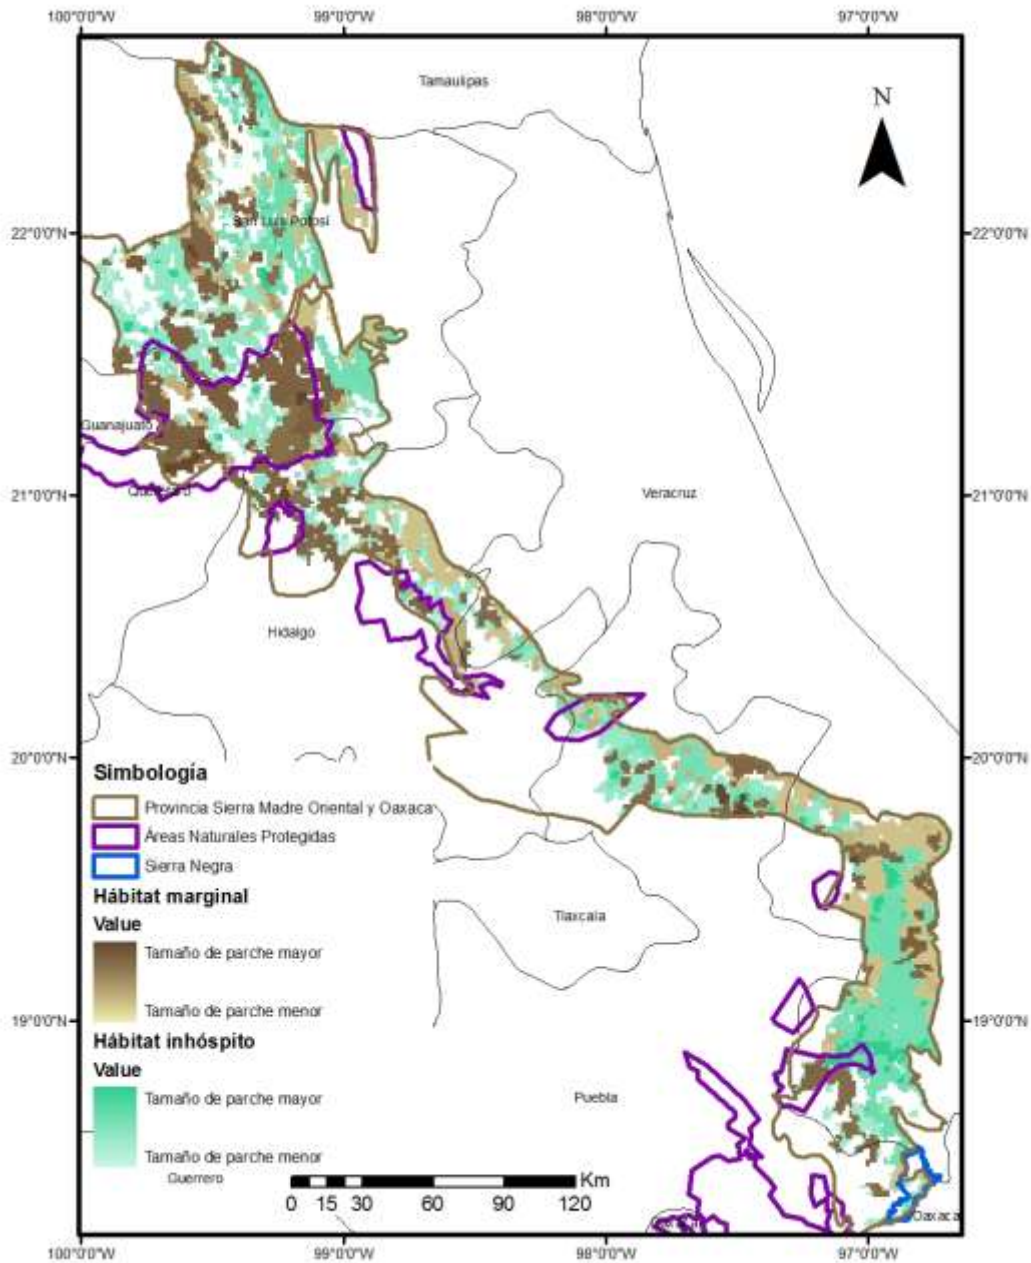 100°0'0"W 99°0'0"W 98°0'0"W 97°0'0"W
Tamaulipas
N
San Luis Potosí
22°0'0"N 22°0'0"N
Guanajuato
21°0'0"N 21°0'0"N
Querétaro
Veracruz
Hidalgo
20°0'0"N 20°0'0"N
Simbología
Provincia Sierra Madre Oriental y Oaxaca
Áreas Naturales Protegidas
Sierra Negra
Hábitat marginal
Value
Tamaño de parche mayor
Tamaño de parche menor
Tlaxcala
19°0'0"N 19°0'0"N
Hábitat inhóspito
Value
Tamaño de parche mayor
Tamaño de parche menor
Puebla
Guerrero
Km
0 15 30 60 90 120
Oaxaca
100°0'0"W 99°0'0"W 98°0'0"W 97°0'0"W